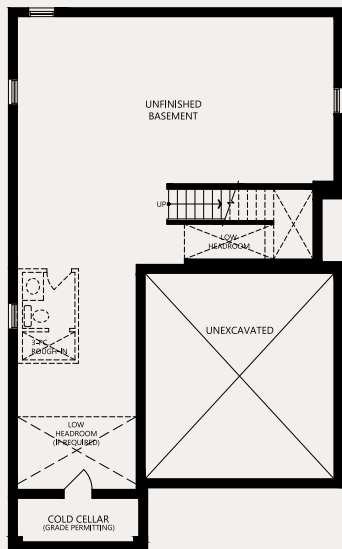 UNFINISHED
BASEMENT
UP
LOW
HEADROOM
UNEXCAVATED
3-PC
ROUGH-IN
LOW
HEADROOM
(IF REQUIRED)
COLD CELLAR
(GRADE PERMITTING)